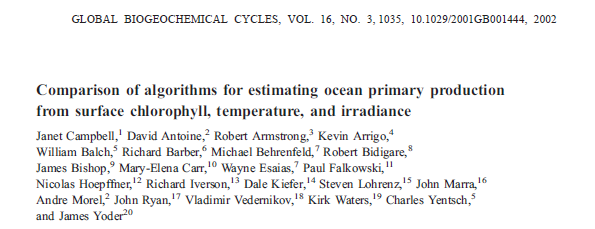 GLOBAL BIOGEOCHEMICAL CYCLES, VOL. 16, NO. 3, 1035, 10.1029/2001GB001444, 2002
Comparison of algorithms for estimating ocean primary production
from surface chlorophyll, temperature, and irradiance
Janet Campbell,1 David Antoine,2 Robert Armstrong,3 Kevin Arrigo,4
William Balch,5 Richard Barber,6 Michael Behrenfeld,7 Robert Bidigare,8
James Bishop,9 Mary-Elena Carr,10 Wayne Esaias,7 Paul Falkowski,11
Nicolas Hoepffner,12 Richard Iverson,13 Dale Kiefer,14 Steven Lohrenz,15 John Marra,16
Andre Morel,2 John Ryan,17 Vladimir Vedernikov,18 Kirk Waters,19 Charles Yentsch,5
and James Yoder20